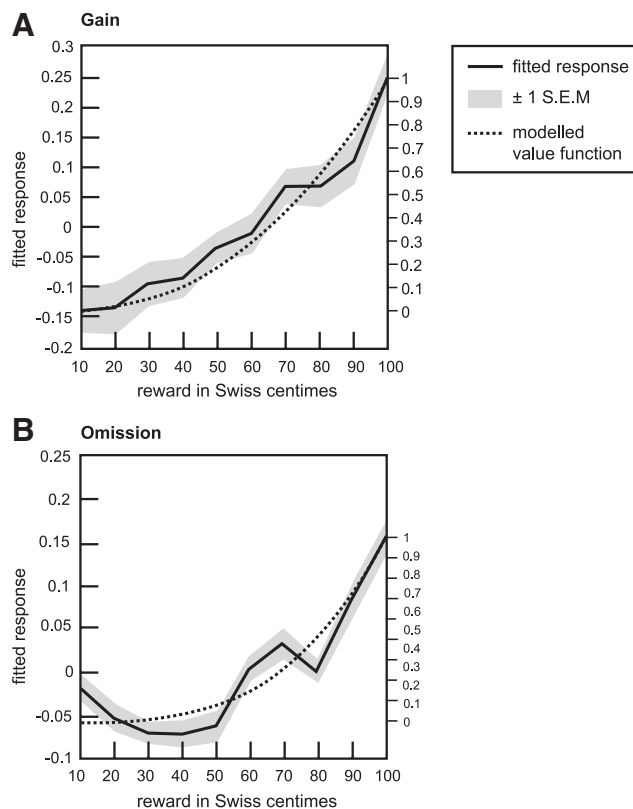 A
Gain
0.3
0.25
0.2
0.15
0.1
0.05
0
-0.05
-0.1
-0.15
-0.2
fitted response
1
0.9
0.8
0.7
0.6
0.5
0.4
0.3
0.2
0.1
0
10 20 30 40 50 60 70 80 90 100
reward in Swiss centimes
fitted response
± 1 S.E.M
modelled
value function
B
Omission
0.25
0.2
0.15
0.1
0.05
0
-0.05
-0.1
fitted response
1
0.9
0.8
0.7
0.6
0.5
0.4
0.3
0.2
0.1
0
10 20 30 40 50 60 70 80 90 100
reward in Swiss centimes